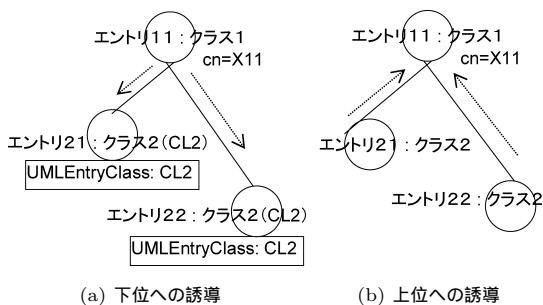 エントリ11：クラス1
cn=X11
エントリ21：クラス2(CL2)
UMLEntryClass: CL2
エントリ22：クラス2(CL2)
UMLEntryClass: CL2
(a) 下位への誘導
エントリ11：クラス1
cn=X11
エントリ21：クラス2
エントリ22：クラス2
(b) 上位への誘導